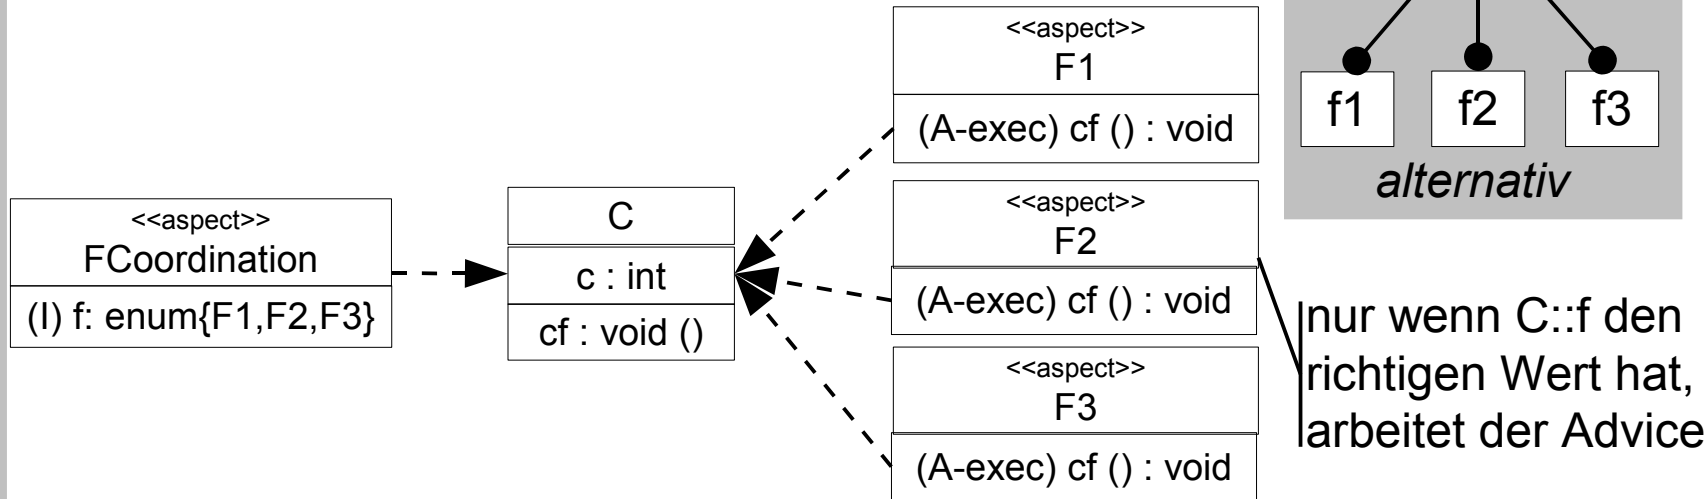 <<aspect>>
FCoordination
(I) f: enum{F1,F2,F3}
C
c : int
cf : void ()
<<aspect>>
F1
(A-exec) cf () : void
<<aspect>>
F2
(A-exec) cf () : void
<<aspect>>
F3
(A-exec) cf () : void
f1 f2 f3
alternativ
nur wenn C::f den
richtigen Wert hat,
arbeitet der Advice